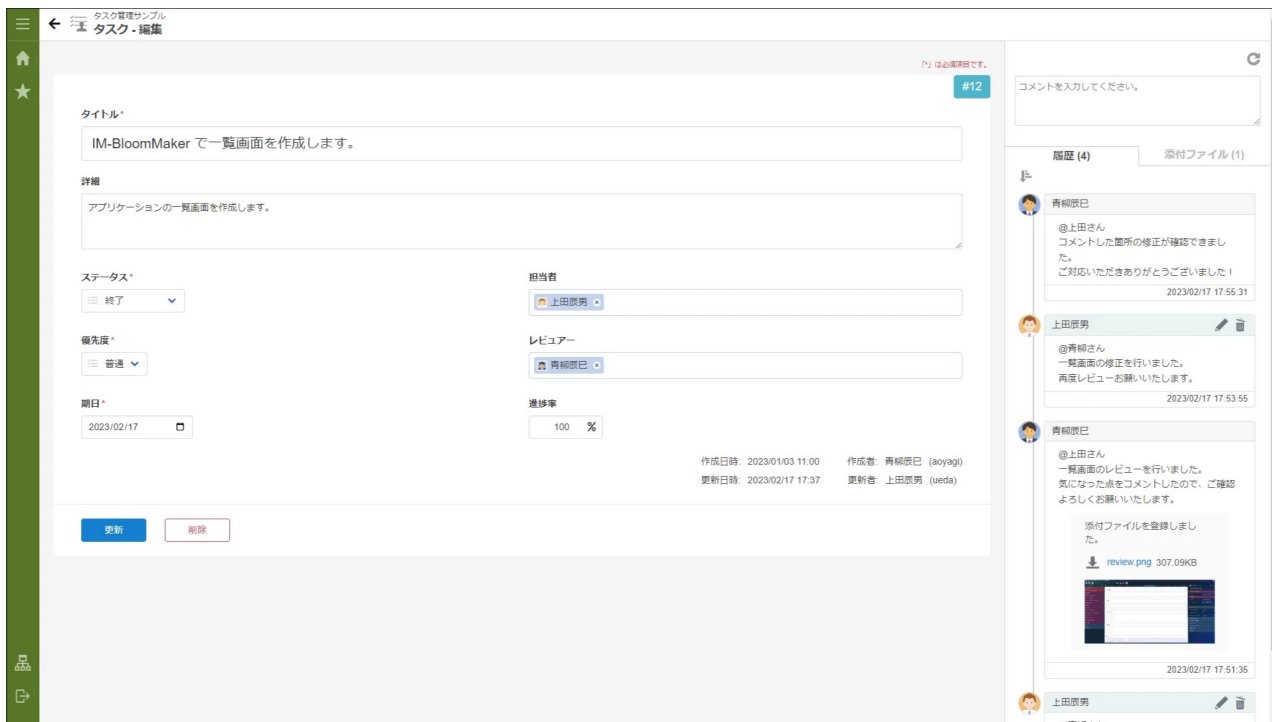 タスク管理サンプル
タスク - 編集
「*」は必須項目です。
#12
タイトル*
IM-BloomMaker で一覧画面を作成します。
詳細
アプリケーションの一覧画面を作成します。
ステータス*
終了
担当者
上田辰男
優先度*
普通
レビュアー
青柳辰巳
期日*
2023/02/17
進捗率
100 %
作成日時: 2023/01/03 11:00 作成者: 青柳辰巳 (aoyagi)
更新日時: 2023/02/17 17:37 更新者: 上田辰男 (ueda)
更新
削除
コメントを入力してください。
履歴 (4)
添付ファイル (1)
青柳辰巳
@上田さん
コメントした箇所の修正が確認できまし
た。
ご対応いただきありがとうございました!
2023/02/17 17:55:31
上田辰男
@青柳さん
一覧画面の修正を行いました。
再度レビューお願いいたします。
2023/02/17 17:53:55
青柳辰巳
@上田さん
一覧画面のレビューを行いました。
気になった点をコメントしたので、ご確認
よろしくお願いいたします。
添付ファイルを登録しまし
た。
review.png 307.09KB
2023/02/17 17:51:35
上田辰男